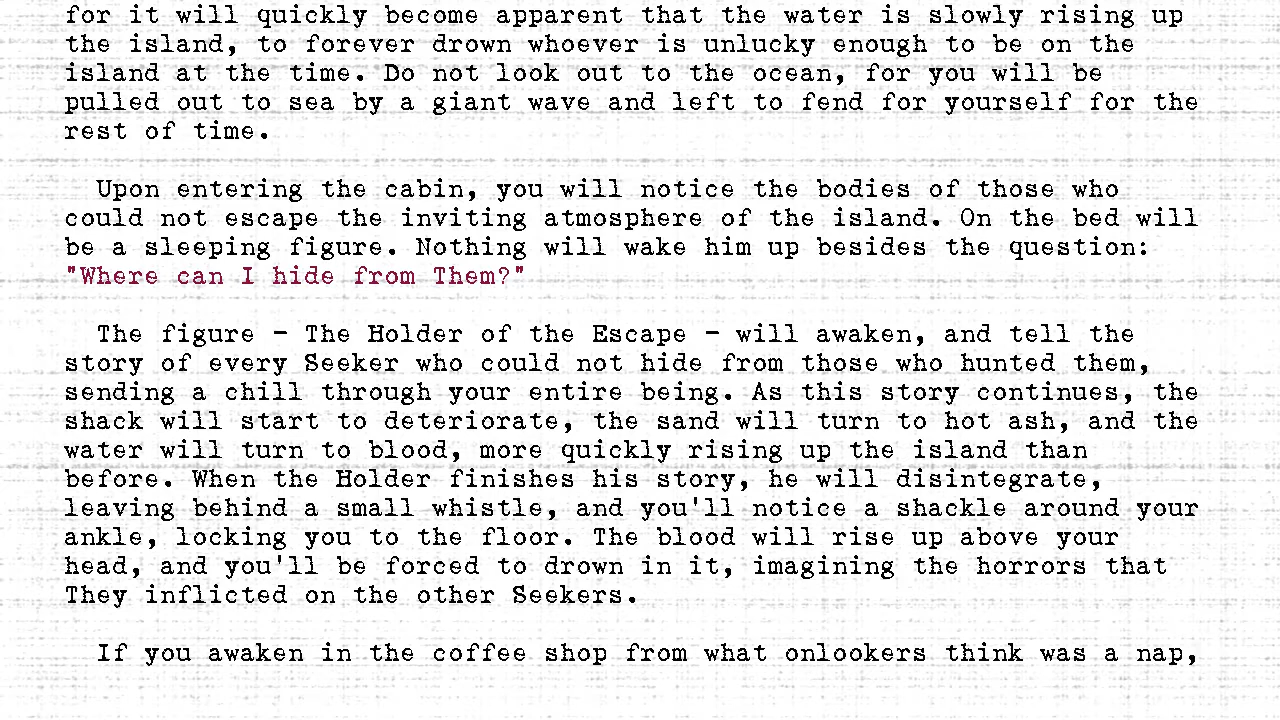 for it will quickly become apparent that the water is slowly rising up
the island, to forever drown whoever is unlucky enough to be on the
island at the time. Do not look out to the ocean, for you will be
pulled out to sea by a giant wave and left to fend for yourself for the
rest of time.
Upon entering the cabin, you will notice the bodies of those who
could not escape the inviting atmosphere of the island. On the bed will
be a sleeping figure. Nothing will wake him up besides the question:
"Where can I hide from Them?"
The figure - The Holder of the Escape - will awaken, and tell the
story of every Seeker who could not hide from those who hunted them,
sending a chill through your entire being. As this story continues, the
shack will start to deteriorate, the sand will turn to hot ash, and the
water will turn to blood, more quickly rising up the island than
before. When the Holder finishes his story, he will disintegrate,
leaving behind a small whistle, and you'll notice a shackle around your
ankle, locking you to the floor. The blood will rise up above your
head, and you'll be forced to drown in it, imagining the horrors that
They inflicted on the other Seekers.
If you awaken in the coffee shop from what onlookers think was a nap,